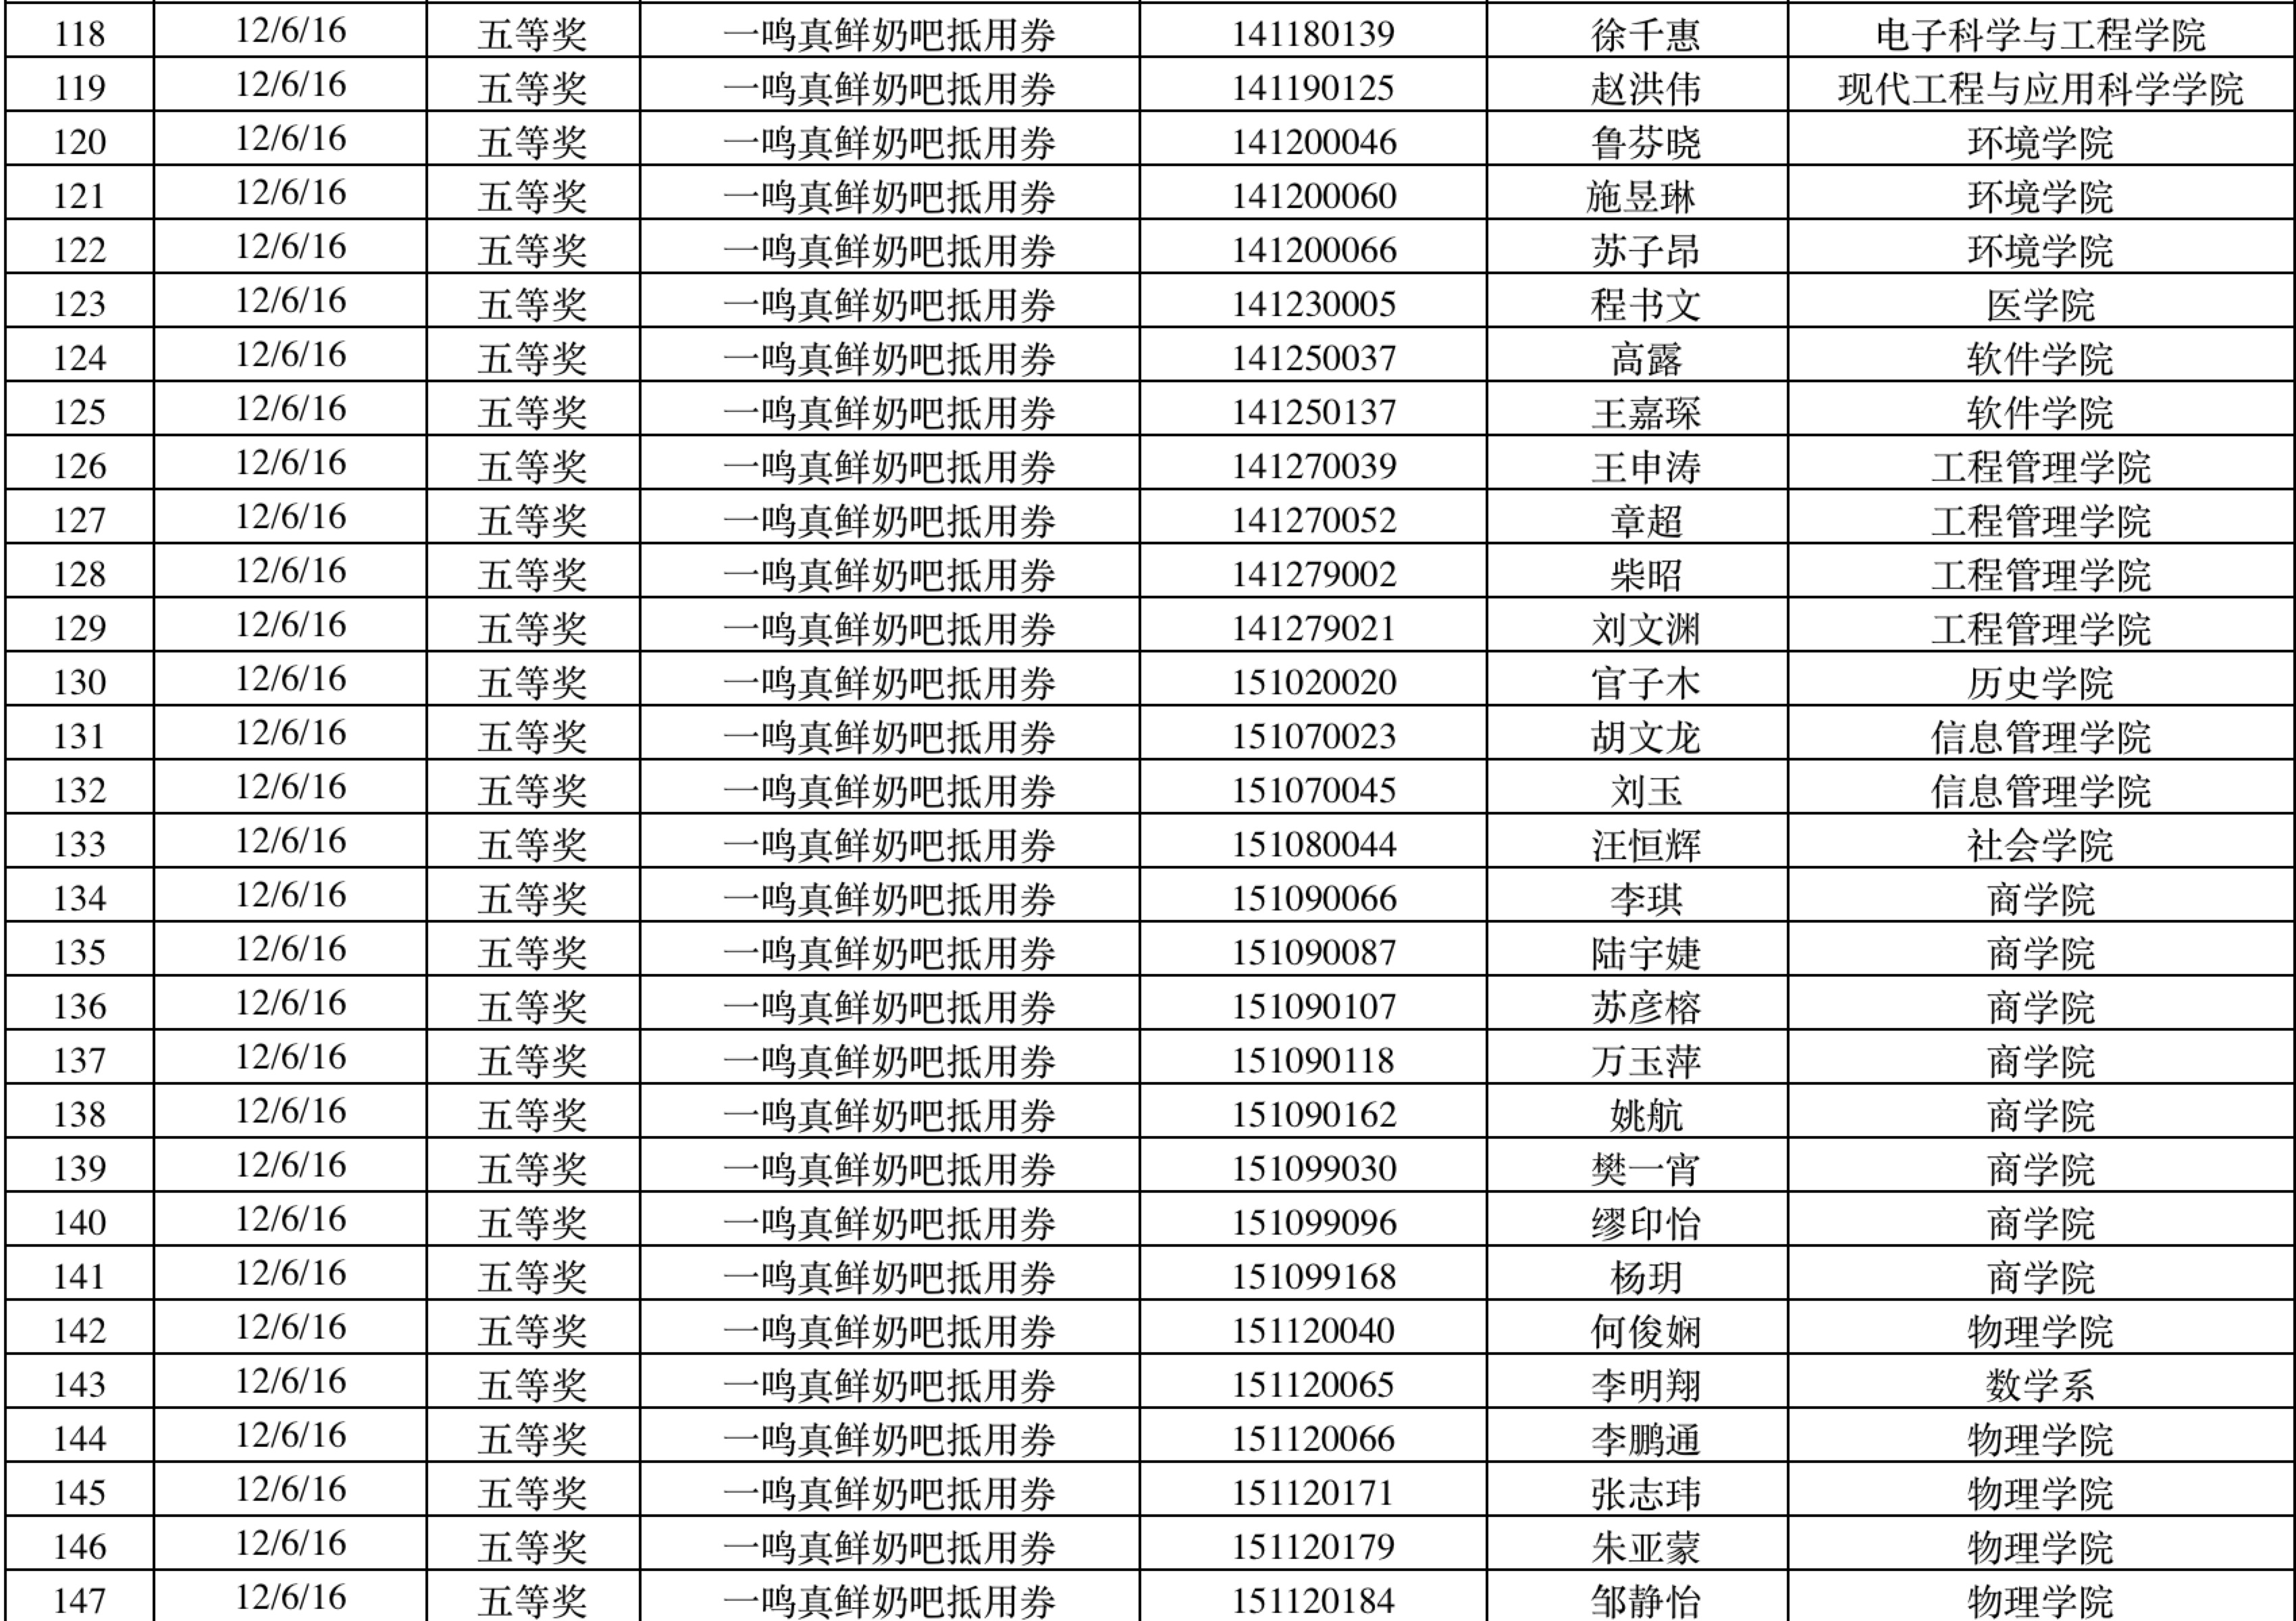 118 12/6/16 五等奖 一鸣真鲜奶吧抵用券 141180139 徐千惠 电子科学与工程学院
119 12/6/16 五等奖 一鸣真鲜奶吧抵用券 141190125 赵洪伟 现代工程与应用科学学院
120 12/6/16 五等奖 一鸣真鲜奶吧抵用券 141200046 鲁芬晓 环境学院
121 12/6/16 五等奖 一鸣真鲜奶吧抵用券 141200060 施昱琳 环境学院
122 12/6/16 五等奖 一鸣真鲜奶吧抵用券 141200066 苏子昂 环境学院
123 12/6/16 五等奖 一鸣真鲜奶吧抵用券 141230005 程书文 医学院
124 12/6/16 五等奖 一鸣真鲜奶吧抵用券 141250037 高露 软件学院
125 12/6/16 五等奖 一鸣真鲜奶吧抵用券 141250137 王嘉琛 软件学院
126 12/6/16 五等奖 一鸣真鲜奶吧抵用券 141270039 王申涛 工程管理学院
127 12/6/16 五等奖 一鸣真鲜奶吧抵用券 141270052 章超 工程管理学院
128 12/6/16 五等奖 一鸣真鲜奶吧抵用券 141279002 柴昭 工程管理学院
129 12/6/16 五等奖 一鸣真鲜奶吧抵用券 141279021 刘文渊 工程管理学院
130 12/6/16 五等奖 一鸣真鲜奶吧抵用券 151020020 官子木 历史学院
131 12/6/16 五等奖 一鸣真鲜奶吧抵用券 151070023 胡文龙 信息管理学院
132 12/6/16 五等奖 一鸣真鲜奶吧抵用券 151070045 刘玉 信息管理学院
133 12/6/16 五等奖 一鸣真鲜奶吧抵用券 151080044 汪恒辉 社会学院
134 12/6/16 五等奖 一鸣真鲜奶吧抵用券 151090066 李琪 商学院
135 12/6/16 五等奖 一鸣真鲜奶吧抵用券 151090087 陆宇婕 商学院
136 12/6/16 五等奖 一鸣真鲜奶吧抵用券 151090107 苏彦榕 商学院
137 12/6/16 五等奖 一鸣真鲜奶吧抵用券 151090118 万玉萍 商学院
138 12/6/16 五等奖 一鸣真鲜奶吧抵用券 151090162 姚航 商学院
139 12/6/16 五等奖 一鸣真鲜奶吧抵用券 151099030 樊一宵 商学院
140 12/6/16 五等奖 一鸣真鲜奶吧抵用券 151099096 缪印怡 商学院
141 12/6/16 五等奖 一鸣真鲜奶吧抵用券 151099168 杨玥 商学院
142 12/6/16 五等奖 一鸣真鲜奶吧抵用券 151120040 何俊娴 物理学院
143 12/6/16 五等奖 一鸣真鲜奶吧抵用券 151120065 李明翔 数学系
144 12/6/16 五等奖 一鸣真鲜奶吧抵用券 151120066 李鹏通 物理学院
145 12/6/16 五等奖 一鸣真鲜奶吧抵用券 151120171 张志玮 物理学院
146 12/6/16 五等奖 一鸣真鲜奶吧抵用券 151120179 朱亚蒙 物理学院
147 12/6/16 五等奖 一鸣真鲜奶吧抵用券 151120184 邹静怡 物理学院